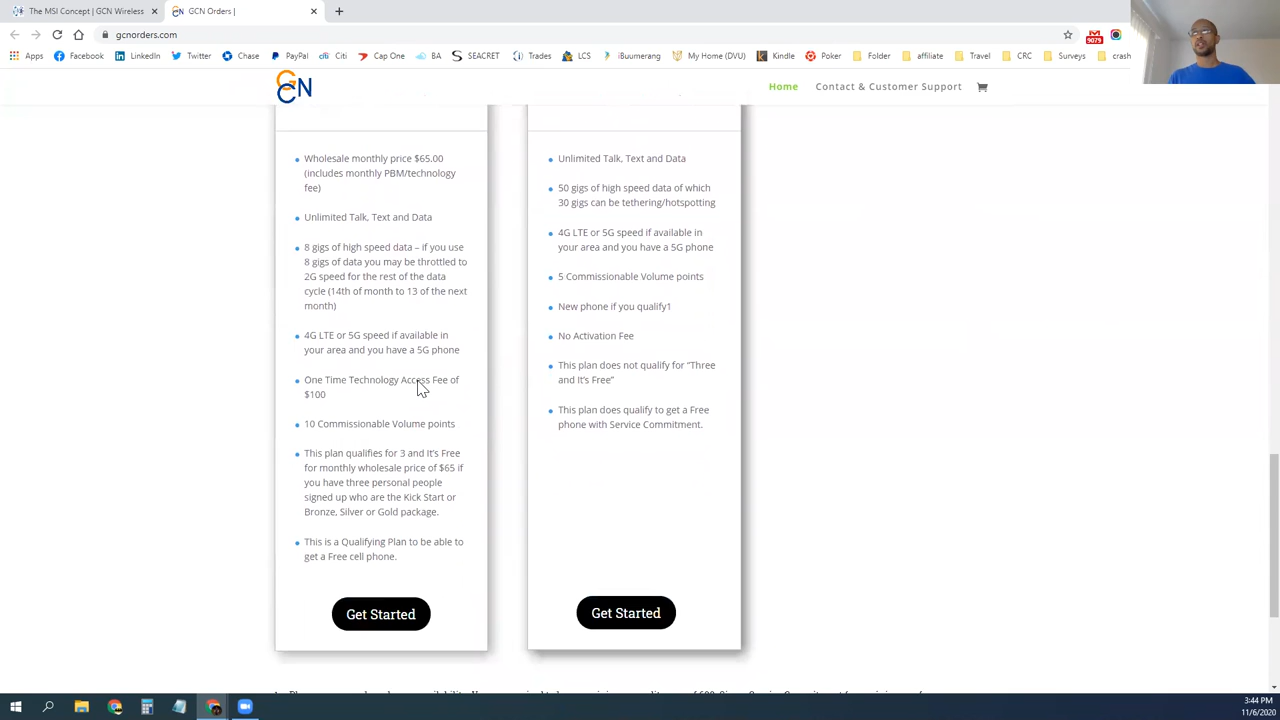 The MSI Concept | GCN Wireless
GCN Orders |
gcnorders.com
9079
Apps
Facebook
LinkedIn
Twitter
Chase
PayPal
Citi
Cap One
BA
SEACRET
Trades
LCS
iBuumerang
My Home (DVU)
Kindle
Poker
Folder
affiliate
Travel
CRC
Surveys
crash
GCN
Home
Contact & Customer Support
Wholesale monthly price $65.00
(includes monthly PBM/technology
fee)
Unlimited Talk, Text and Data
8 gigs of high speed data – if you use
8 gigs of data you may be throttled to
2G speed for the rest of the data
cycle (14th of month to 13 of the next
month)
4G LTE or 5G speed if available in
your area and you have a 5G phone
One Time Technology Access Fee of
$100
10 Commissionable Volume points
This plan qualifies for 3 and It's Free
for monthly wholesale price of $65 if
you have three personal people
signed up who are the Kick Start or
Bronze, Silver or Gold package.
This is a Qualifying Plan to be able to
get a Free cell phone.
Get Started
Unlimited Talk, Text and Data
50 gigs of high speed data of which
30 gigs can be tethering/hotspotting
4G LTE or 5G speed if available in
your area and you have a 5G phone
5 Commissionable Volume points
New phone if you qualify1
No Activation Fee
This plan does not qualify for "Three
and It's Free"
This plan does qualify to get a Free
phone with Service Commitment.
Get Started
3:44 PM
11/6/2020